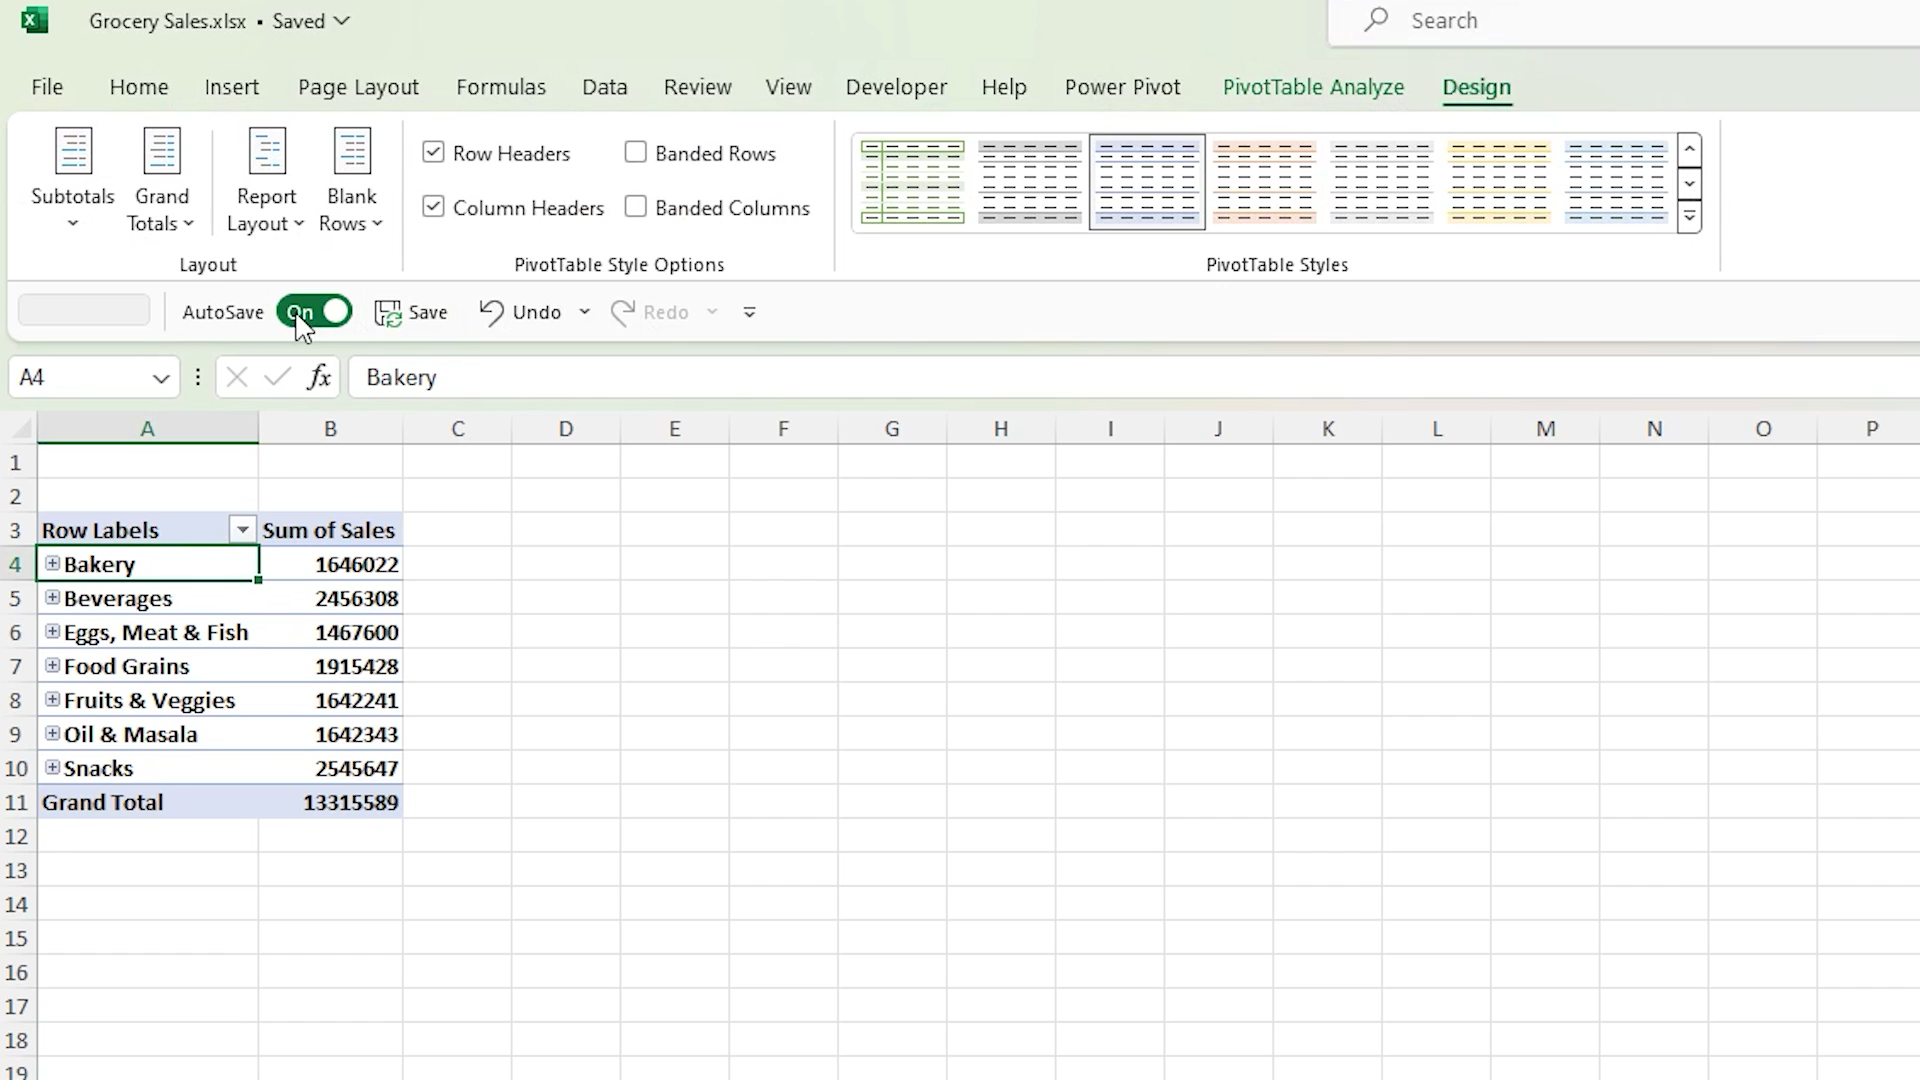 Grocery Sales.xlsx • Saved
Search
File Home Insert Page Layout Formulas Data Review View Developer Help Power Pivot PivotTable Analyze Design
Subtotals
Grand Totals
Report Layout
Blank Rows
Layout
Row Headers
Banded Rows
Column Headers
Banded Columns
PivotTable Style Options
PivotTable Styles
AutoSave On Save Undo Redo
A4 fx Bakery
A B C D E F G H I J K L M N O P
1
2
3 Row Labels Sum of Sales
4 Bakery 1646022
5 Beverages 2456308
6 Eggs, Meat & Fish 1467600
7 Food Grains 1915428
8 Fruits & Veggies 1642241
9 Oil & Masala 1642343
10 Snacks 2545647
11 Grand Total 13315589
12
13
14
15
16
17
18
19